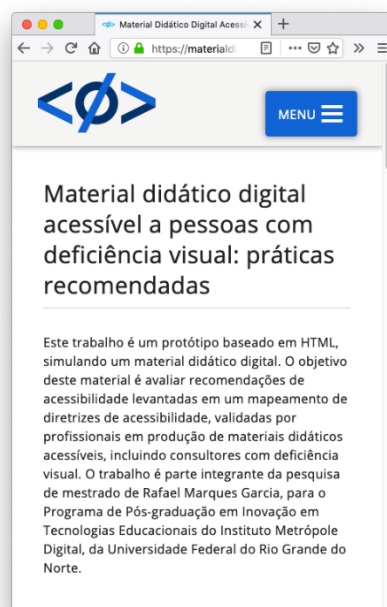 Material Didático Digital Acessí
https://materialdi
MENU
Material didático digital
acessível a pessoas com
deficiência visual: práticas
recomendadas
Este trabalho é um protótipo baseado em HTML,
simulando um material didático digital. O objetivo
deste material é avaliar recomendações de
acessibilidade levantadas em um mapeamento de
diretrizes de acessibilidade, validadas por
profissionais em produção de materiais didáticos
acessíveis, incluindo consultores com deficiência
visual. O trabalho é parte integrante da pesquisa
de mestrado de Rafael Marques Garcia, para o
Programa de Pós-graduação em Inovação em
Tecnologias Educacionais do Instituto Metrópole
Digital, da Universidade Federal do Rio Grande do
Norte.